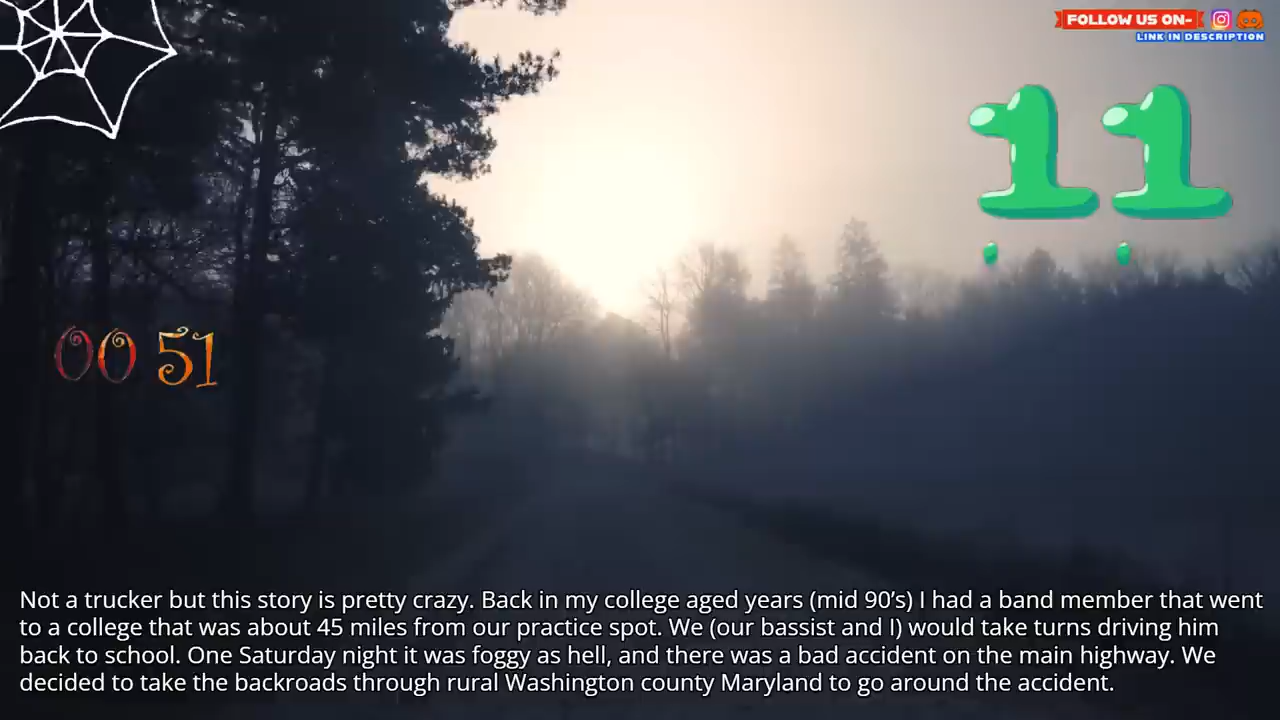 FOLLOW US ON-
LINK IN DESCRIPTION
11
00 51
Not a trucker but this story is pretty crazy. Back in my college aged years (mid 90’s) I had a band member that went
to a college that was about 45 miles from our practice spot. We (our bassist and I) would take turns driving him
back to school. One Saturday night it was foggy as hell, and there was a bad accident on the main highway. We
decided to take the backroads through rural Washington county Maryland to go around the accident.